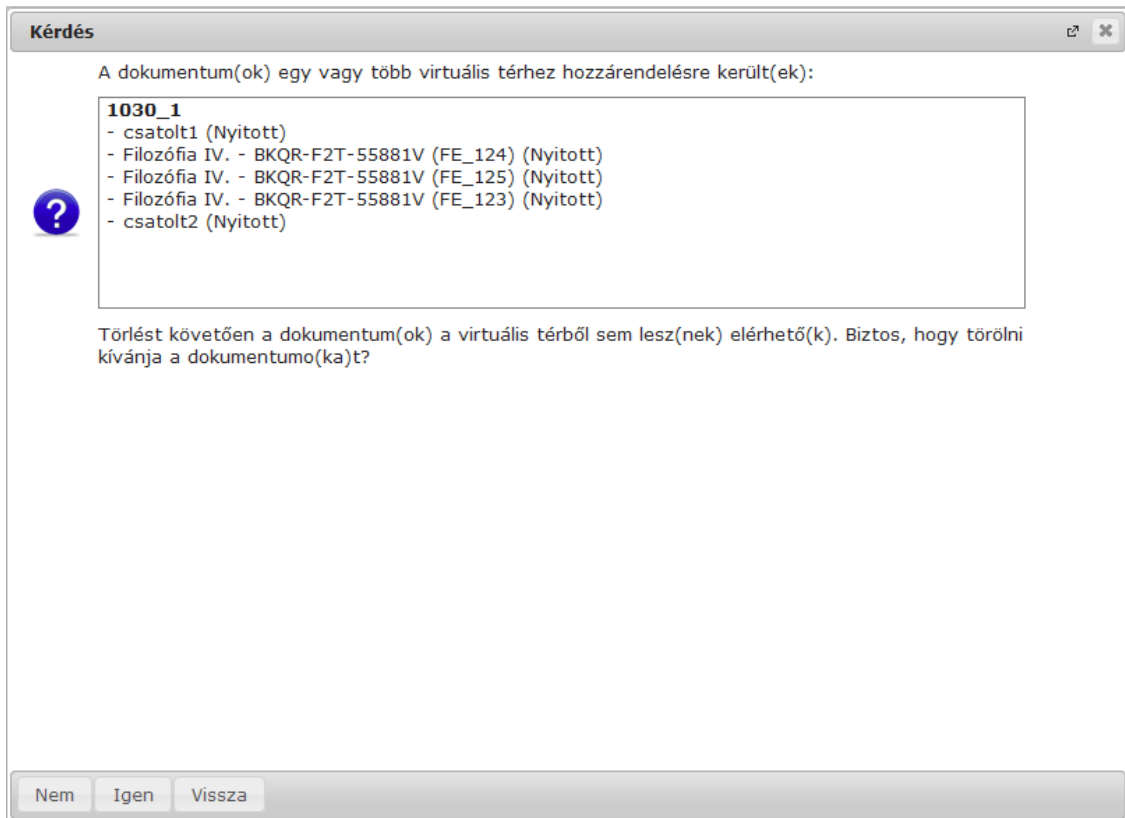 Kérdés
A dokumentum(ok) egy vagy több virtuális térhez hozzárendelésre került(ek):
1030_1
- csatolt1 (Nyitott)
- Filozófia IV. - BKQR-F2T-55881V (FE_124) (Nyitott)
- Filozófia IV. - BKQR-F2T-55881V (FE_125) (Nyitott)
- Filozófia IV. - BKQR-F2T-55881V (FE_123) (Nyitott)
- csatolt2 (Nyitott)
Törlést követően a dokumentum(ok) a virtuális térből sem lesz(nek) elérhető(k). Biztos, hogy törölni
kívánja a dokumentumo(ka)t?
Nem Igen Vissza